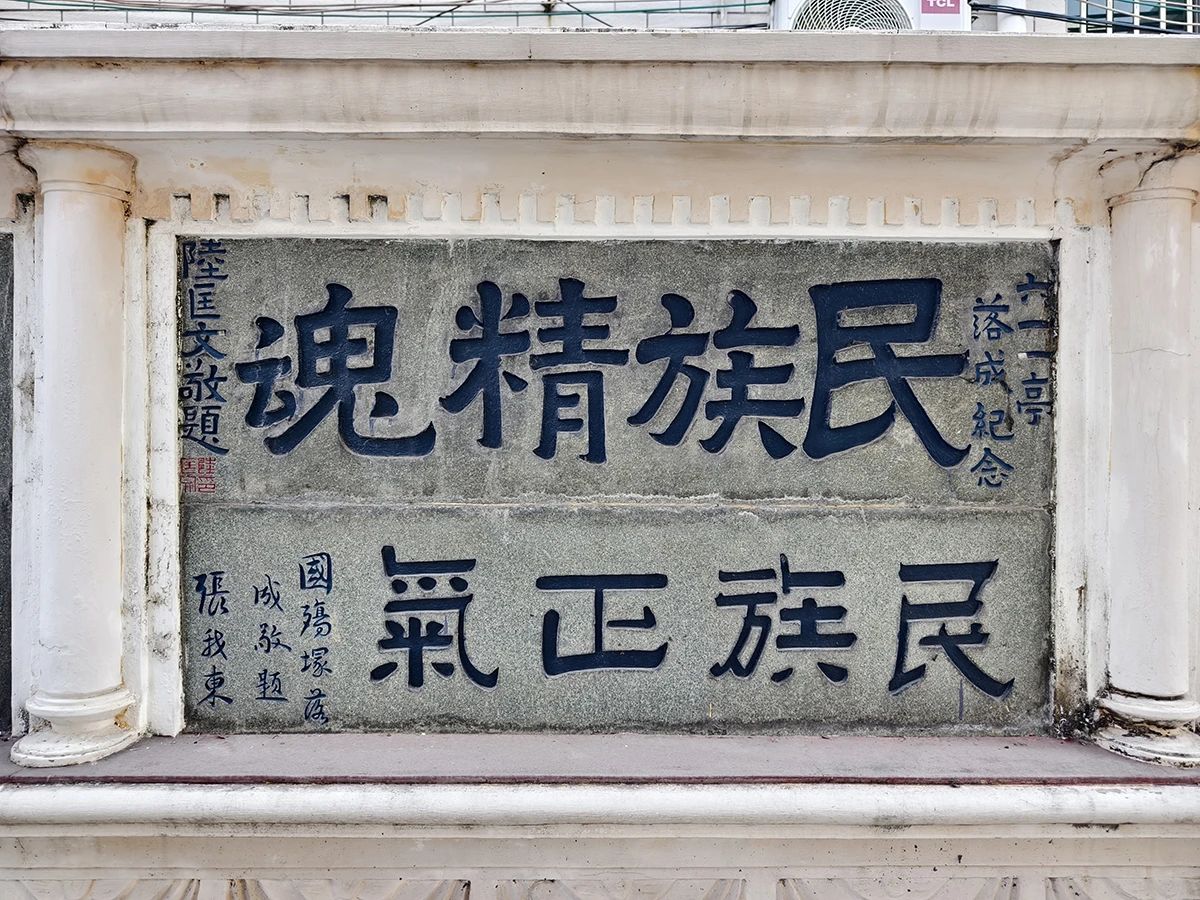 六二一亭
落成紀念
民族精魂
陸匡文敬題
民族正氣
國殤塚落
成敬題
張我東
TCL